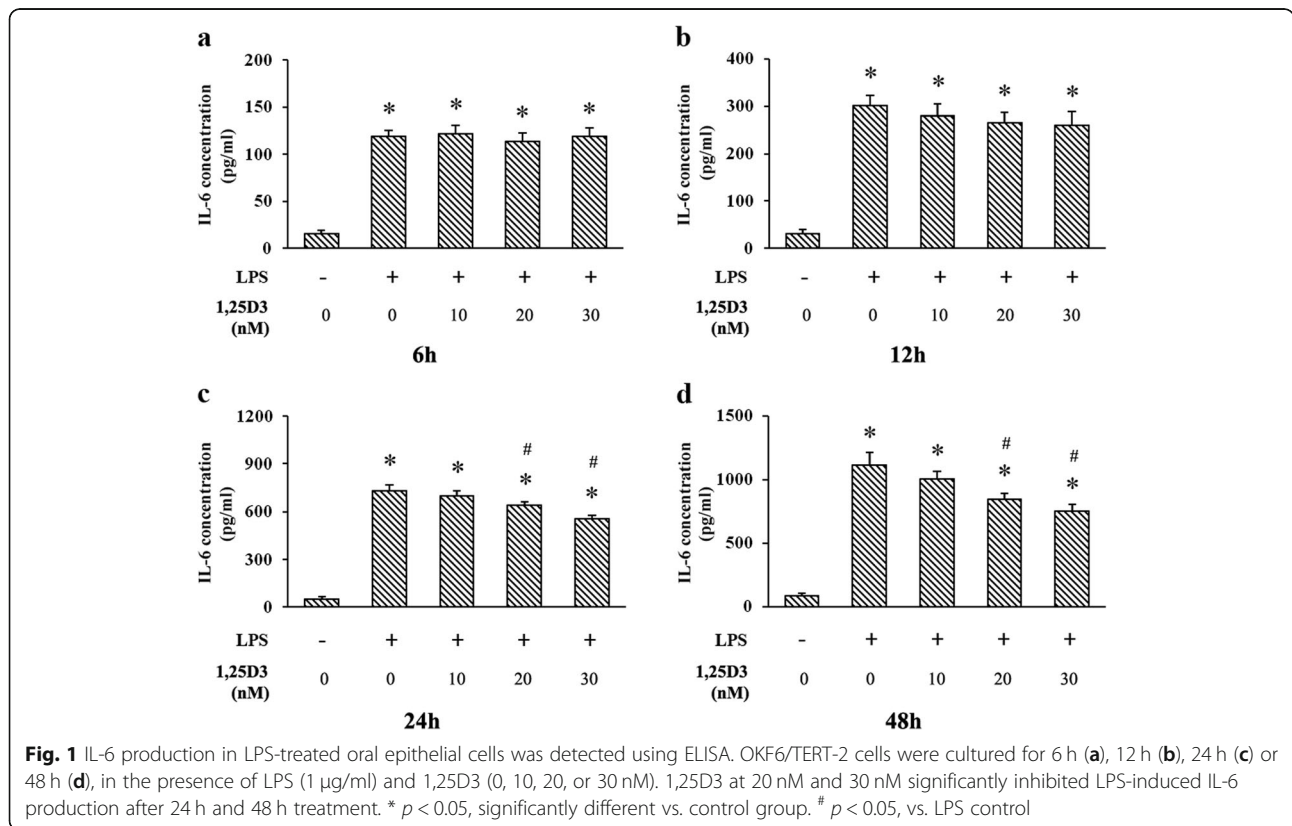 a
200
150
100
50
0
IL-6 concentration
(pg/ml)
* * * *
LPS - + + + +
1,25D3
(nM) 0 0 10 20 30
6h
b
400
300
200
100
0
IL-6 concentration
(pg/ml)
* * * *
LPS - + + + +
1,25D3
(nM) 0 0 10 20 30
12h
c
1200
900
600
300
0
IL-6 concentration
(pg/ml)
# #
* * * *
LPS - + + + +
1,25D3
(nM) 0 0 10 20 30
24h
d
1500
1000
500
0
IL-6 concentration
(pg/ml)
# #
* * * *
LPS - + + + +
1,25D3
(nM) 0 0 10 20 30
48h
Fig. 1 IL-6 production in LPS-treated oral epithelial cells was detected using ELISA. OKF6/TERT-2 cells were cultured for 6 h (a), 12 h (b), 24 h (c) or
48 h (d), in the presence of LPS (1 μg/ml) and 1,25D3 (0, 10, 20, or 30 nM). 1,25D3 at 20 nM and 30 nM significantly inhibited LPS-induced IL-6
production after 24 h and 48 h treatment. * p < 0.05, significantly different vs. control group. # p < 0.05, vs. LPS control